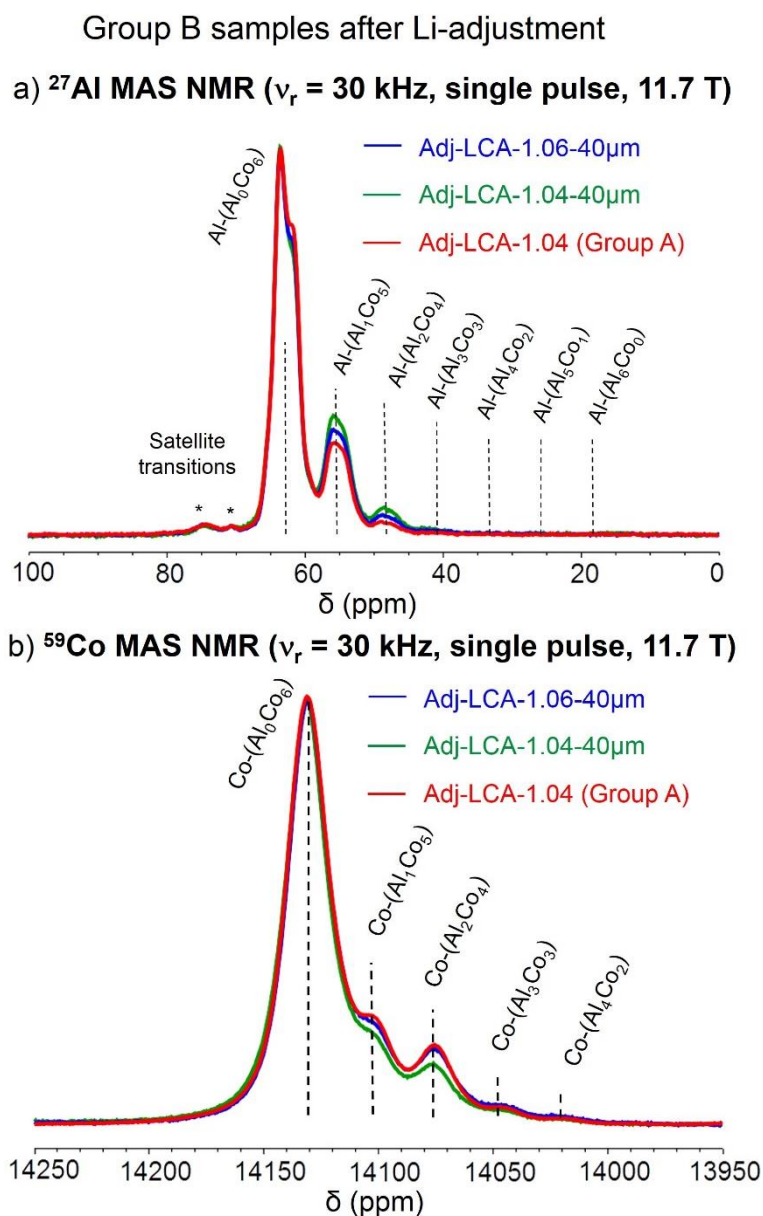 Group B samples after Li-adjustment
a) ²⁷Al MAS NMR (νᵣ = 30 kHz, single pulse, 11.7 T)
Al-(Al₀Co₆)
Adj-LCA-1.06-40µm
Adj-LCA-1.04-40µm
Adj-LCA-1.04 (Group A)
Al-(Al₁Co₅)
Al-(Al₂Co₄)
Al-(Al₃Co₃)
Al-(Al₄Co₂)
Al-(Al₅Co₁)
Al-(Al₆Co₀)
Satellite
transitions
* *
100 80 60 40 20 0
δ (ppm)
b) ⁵⁹Co MAS NMR (νᵣ = 30 kHz, single pulse, 11.7 T)
Co-(Al₀Co₆)
Adj-LCA-1.06-40µm
Adj-LCA-1.04-40µm
Adj-LCA-1.04 (Group A)
Co-(Al₁Co₅)
Co-(Al₂Co₄)
Co-(Al₃Co₃)
Co-(Al₄Co₂)
14250 14200 14150 14100 14050 14000 13950
δ (ppm)